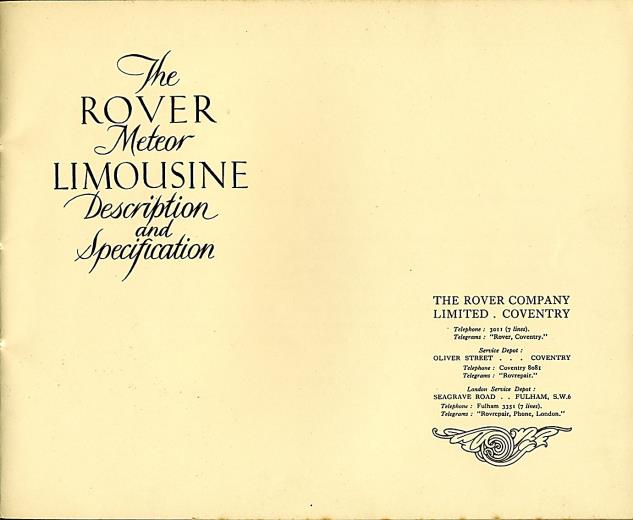 The
ROVER
Meteor
LIMOUSINE
Description
and
Specification
THE ROVER COMPANY
LIMITED . COVENTRY
Telephone : 3011 (7 lines).
Telegrams : "Rover, Coventry."
Service Depot :
OLIVER STREET . . . COVENTRY
Telephone : Coventry 8081
Telegrams : "Rovrepair."
London Service Depot :
SEAGRAVE ROAD . . FULHAM, S.W.6
Telephone : Fulham 3351 (7 lines).
Telegrams : "Rovrepair, Phone, London."